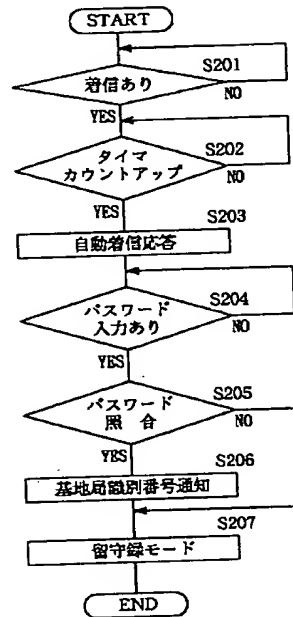 START
S201
着信あり
NO
YES
S202
タイマ
カウントアップ
NO
YES
S203
自動着信応答
S204
パスワード
入力あり
NO
YES
S205
パスワード
照 合
NO
YES
S206
基地局識別番号通知
S207
留守録モード
END